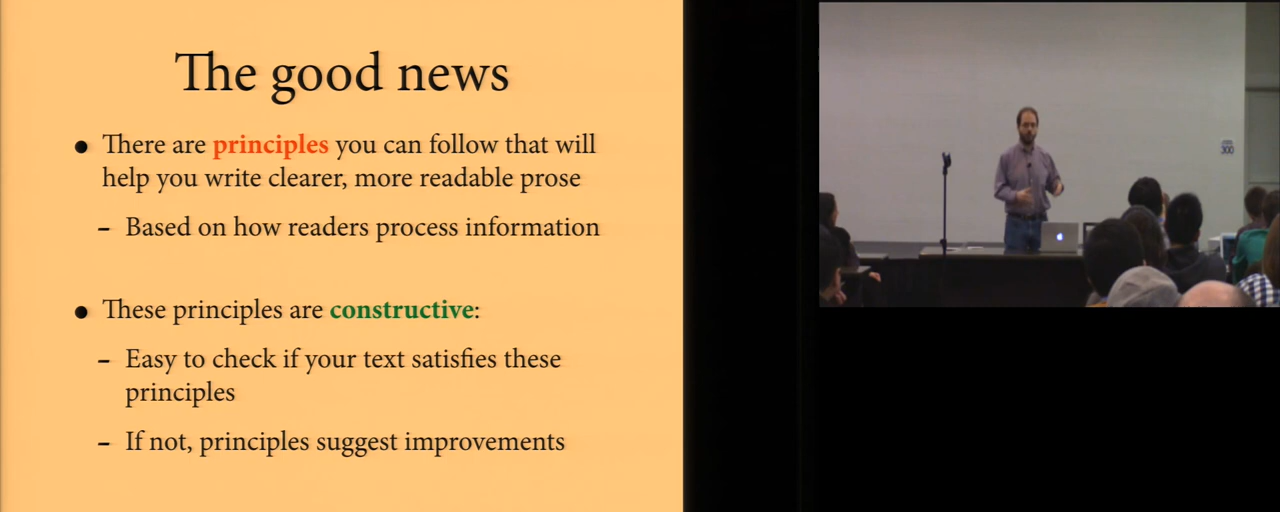 The good news
● There are principles you can follow that will
help you write clearer, more readable prose
– Based on how readers process information
● These principles are constructive:
– Easy to check if your text satisfies these
principles
– If not, principles suggest improvements
300